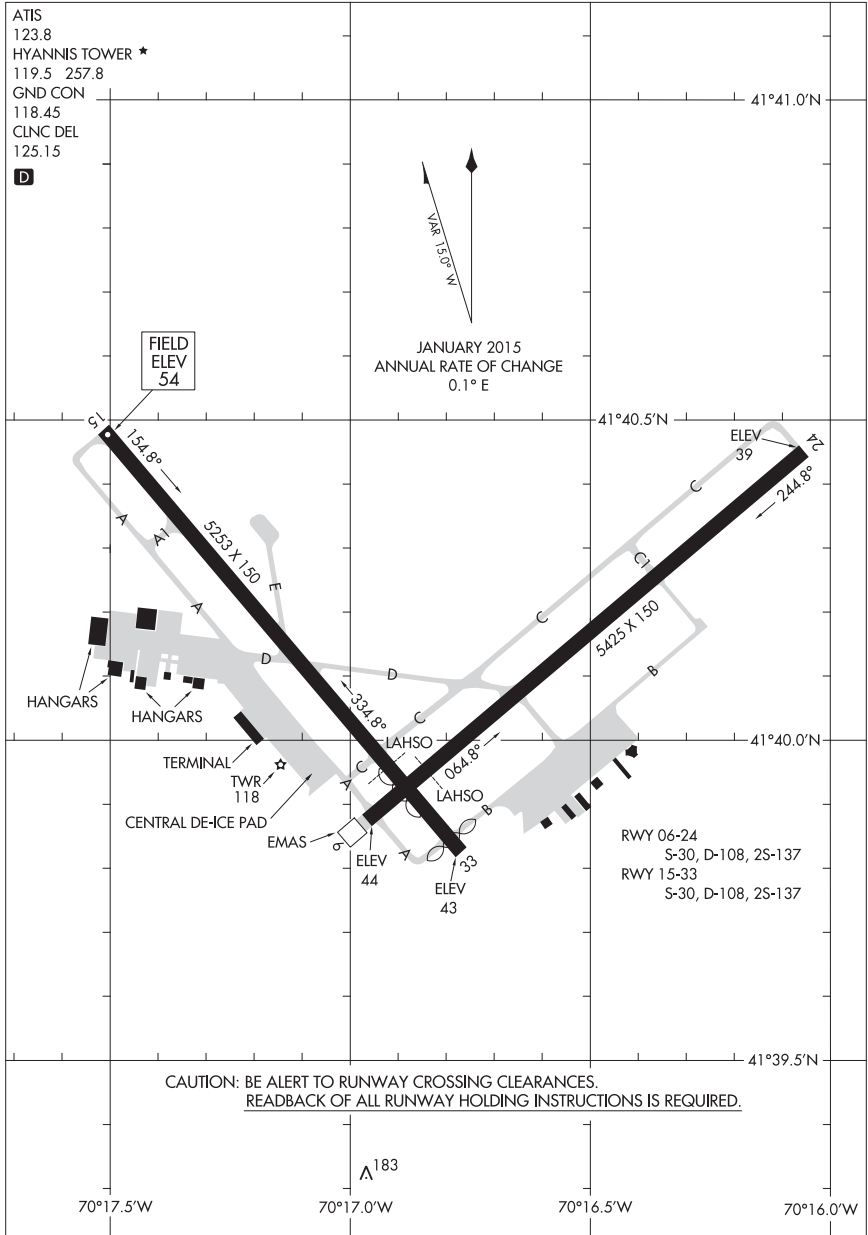 ATIS
123.8
HYANNIS TOWER ★
119.5 257.8
GND CON
118.45
CLNC DEL
125.15
D
41°41.0'N
VAR 15.0° W
JANUARY 2015
ANNUAL RATE OF CHANGE
0.1° E
FIELD
ELEV
54
41°40.5'N
15
154.8°
ELEV
39
24
244.8°
A
A1
5253 X 150
C
C1
E
A
C
5425 X 150
D
D
B
HANGARS
HANGARS
334.8°
C
41°40.0'N
TERMINAL
LAHSO
064.8°
C
TWR
118
A
LAHSO
B
CENTRAL DE-ICE PAD
EMAS
6
ELEV
44
A
33
ELEV
43
RWY 06-24
S-30, D-108, 2S-137
RWY 15-33
S-30, D-108, 2S-137
41°39.5'N
CAUTION: BE ALERT TO RUNWAY CROSSING CLEARANCES.
READBACK OF ALL RUNWAY HOLDING INSTRUCTIONS IS REQUIRED.
183
70°17.5'W
70°17.0'W
70°16.5'W
70°16.0'W